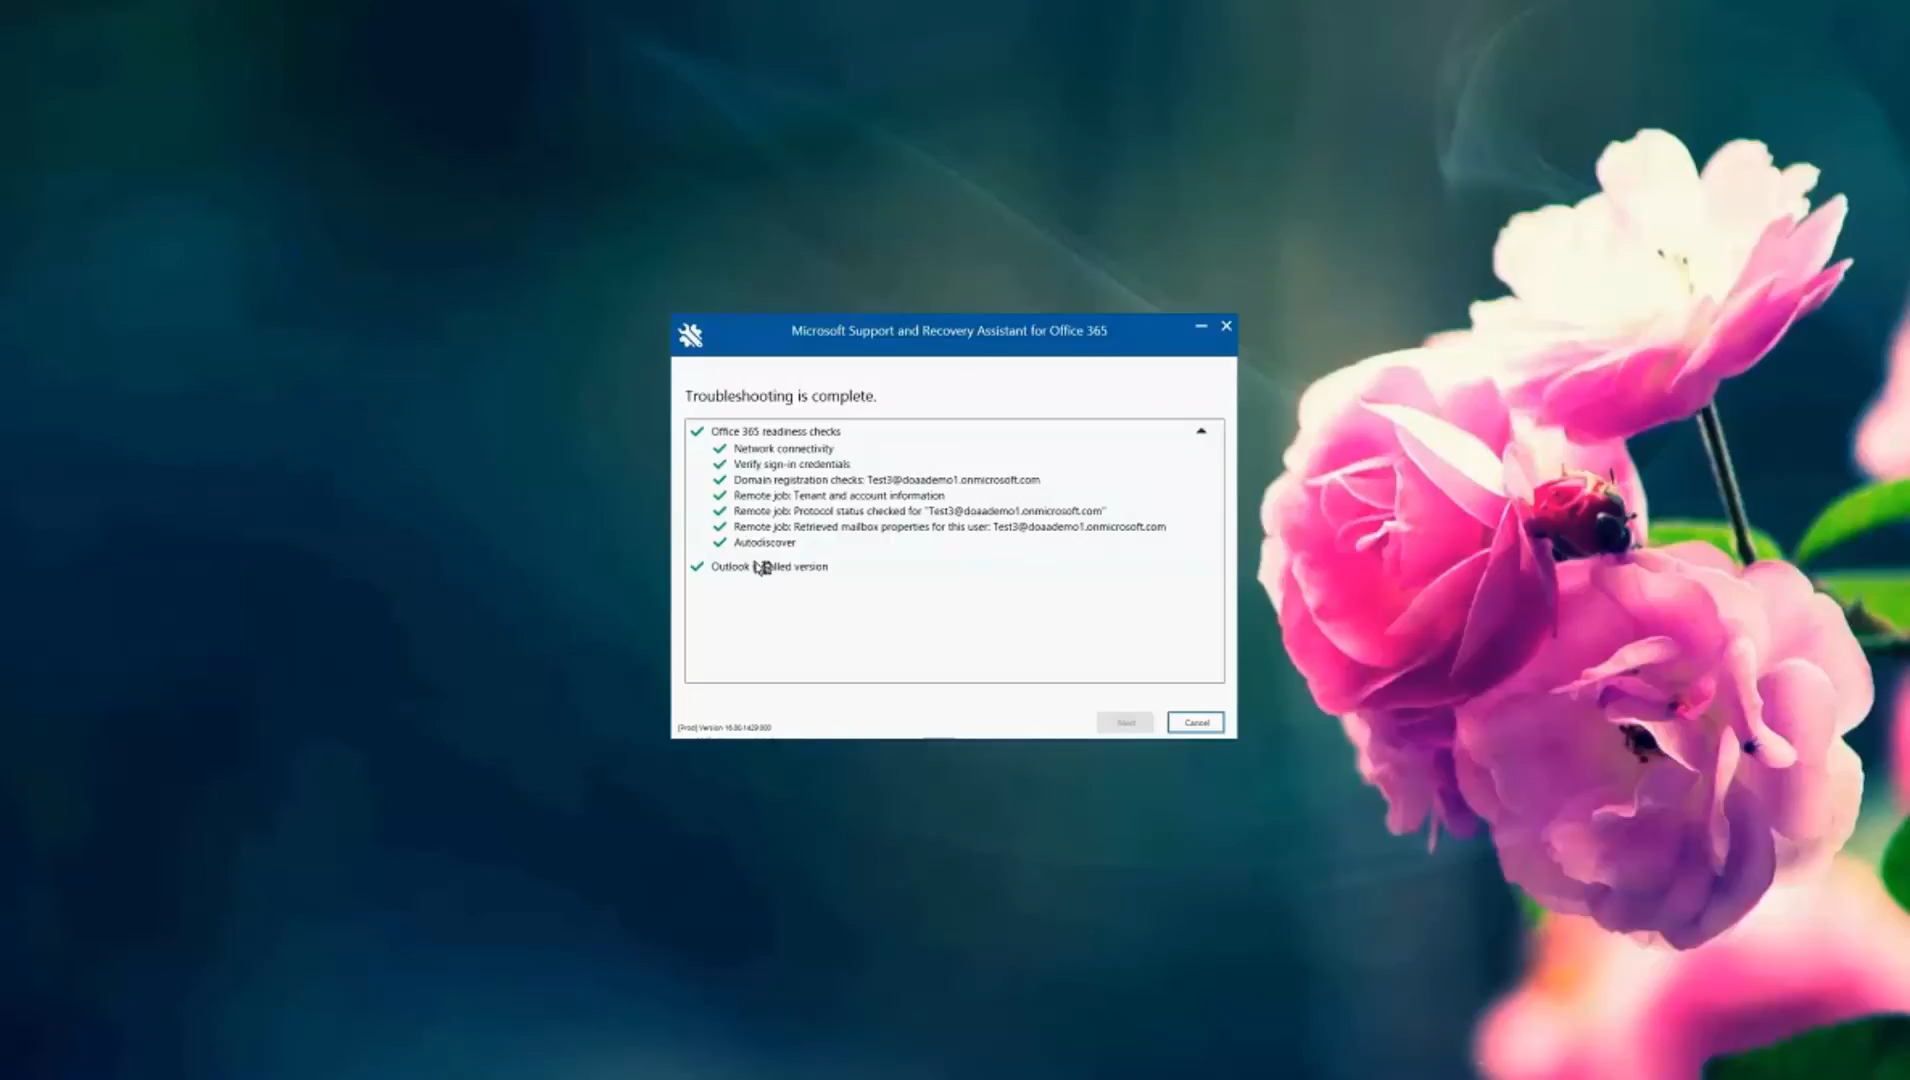 Microsoft Support and Recovery Assistant for Office 365
Troubleshooting is complete.
Office 365 readiness checks
Network connectivity
Verify sign-in credentials
Domain registration checks: Test3@doaademo1.onmicrosoft.com
Remote job: Tenant and account information
Remote job: Protocol status checked for "Test3@doaademo1.onmicrosoft.com"
Remote job: Retrieved mailbox properties for this user: Test3@doaademo1.onmicrosoft.com
Autodiscover
Outlook version
Next
Cancel
[Prod] Version